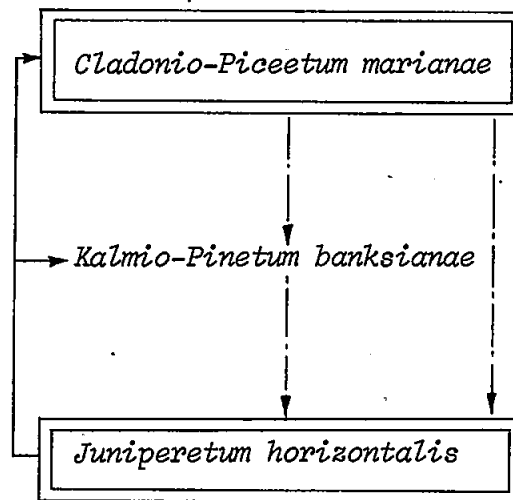 Cladonio-Piceetum marianae
Kalmio-Pinetum banksianae
Juniperetum horizontalis